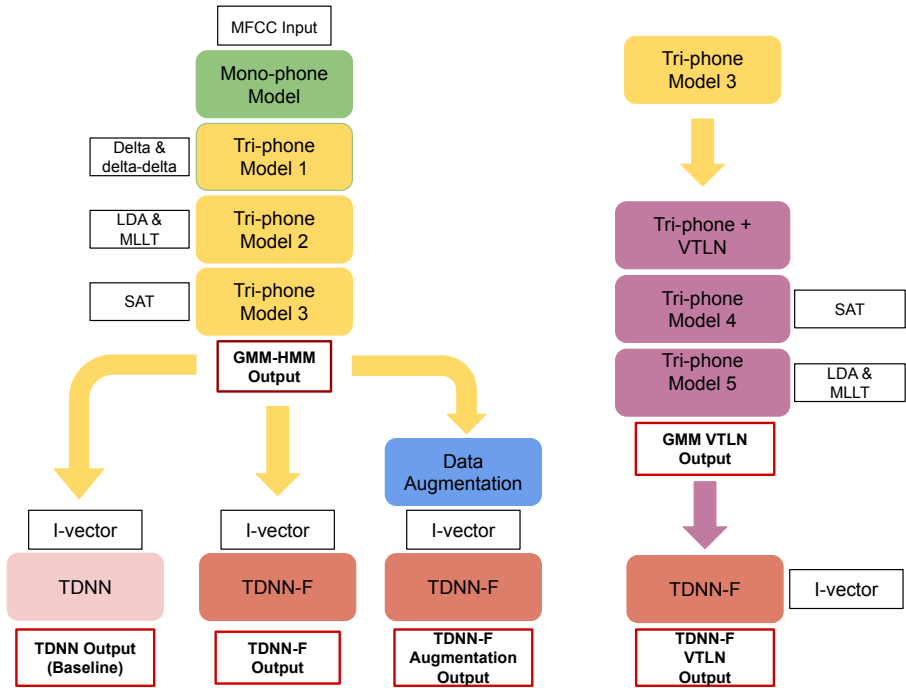 MFCC Input
Mono-phone
Model
Delta &
delta-delta
Tri-phone
Model 1
LDA &
MLLT
Tri-phone
Model 2
SAT
Tri-phone
Model 3
GMM-HMM
Output
Data
Augmentation
I-vector
I-vector
I-vector
TDNN
TDNN-F
TDNN-F
TDNN Output
(Baseline)
TDNN-F
Output
TDNN-F
Augmentation
Output
Tri-phone
Model 3
Tri-phone +
VTLN
Tri-phone
Model 4
SAT
Tri-phone
Model 5
LDA &
MLLT
GMM VTLN
Output
TDNN-F
I-vector
TDNN-F
VTLN
Output